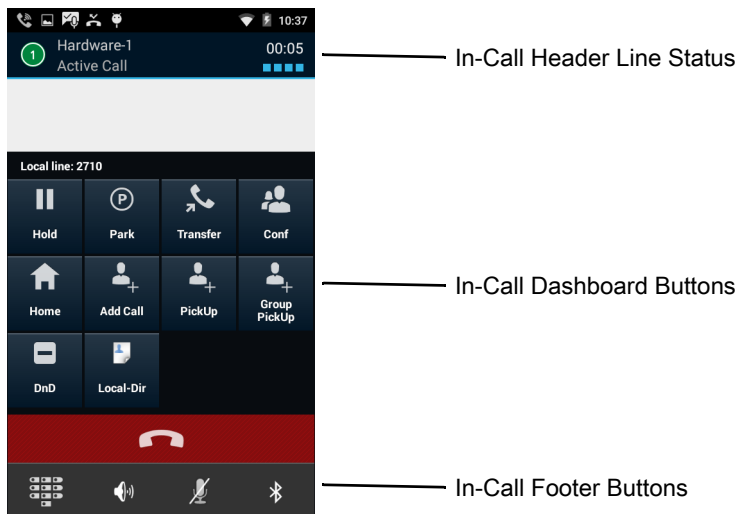 10:37
1 Hardware-1 00:05
Active Call
In-Call Header Line Status
Local line: 2710
P
Hold Park Transfer Conf
In-Call Dashboard Buttons
Home Add Call PickUp Group PickUp
DnD Local-Dir
In-Call Footer Buttons